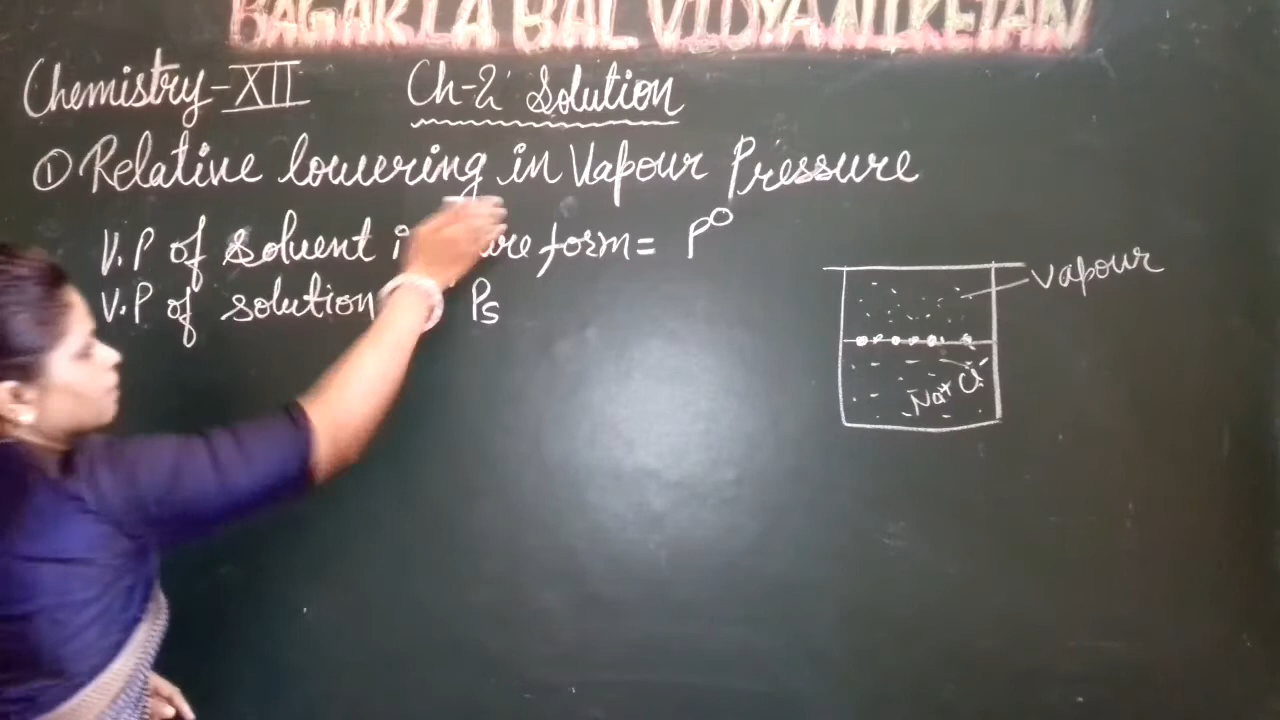 BAGARIA BAL VIDYA NIKETAN
Chemistry-XII Ch-2 Solution
① Relative lowering in Vapour Pressure
V.P of solvent form = P⁰
V.P of solution Ps
Vapour
Na⁺ Cl⁻